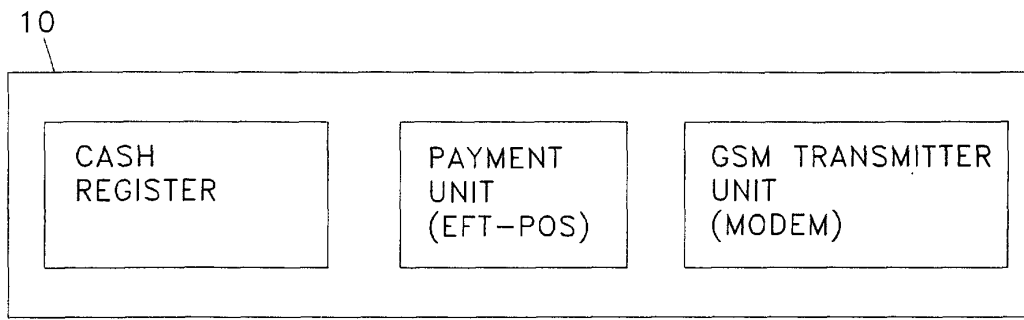 10
CASH
REGISTER
PAYMENT
UNIT
(EFT-POS)
GSM TRANSMITTER
UNIT
(MODEM)